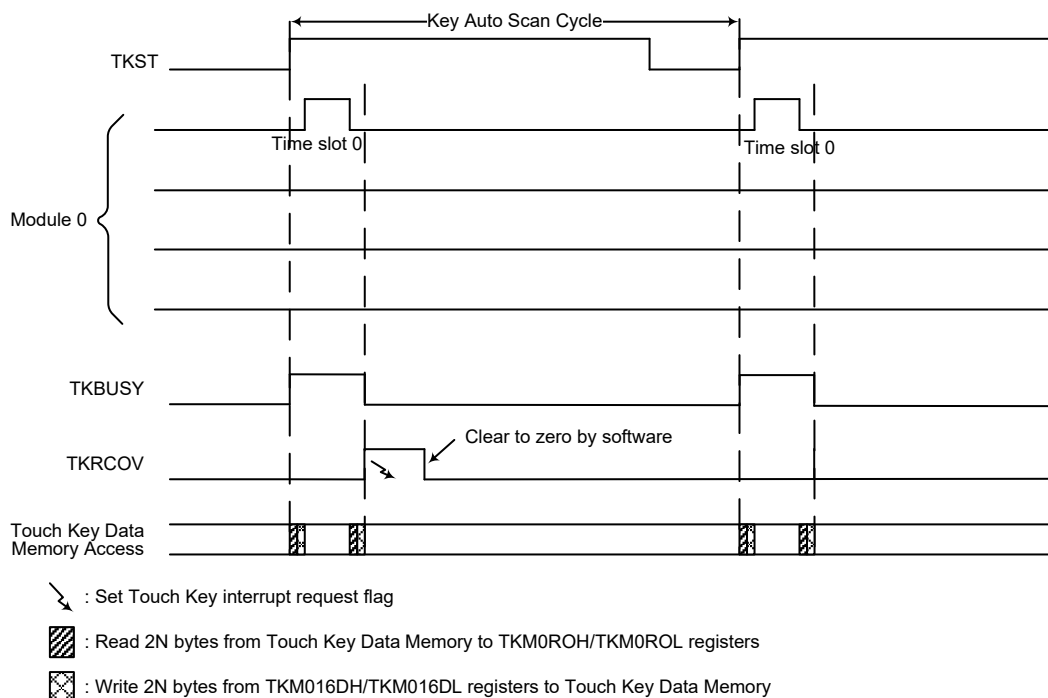 Key Auto Scan Cycle
TKST
Time slot 0
Time slot 0
Module 0
TKBUSY
Clear to zero by software
TKRCOV
Touch Key Data
Memory Access
: Set Touch Key interrupt request flag
: Read 2N bytes from Touch Key Data Memory to TKM0ROH/TKM0ROL registers
: Write 2N bytes from TKM016DH/TKM016DL registers to Touch Key Data Memory